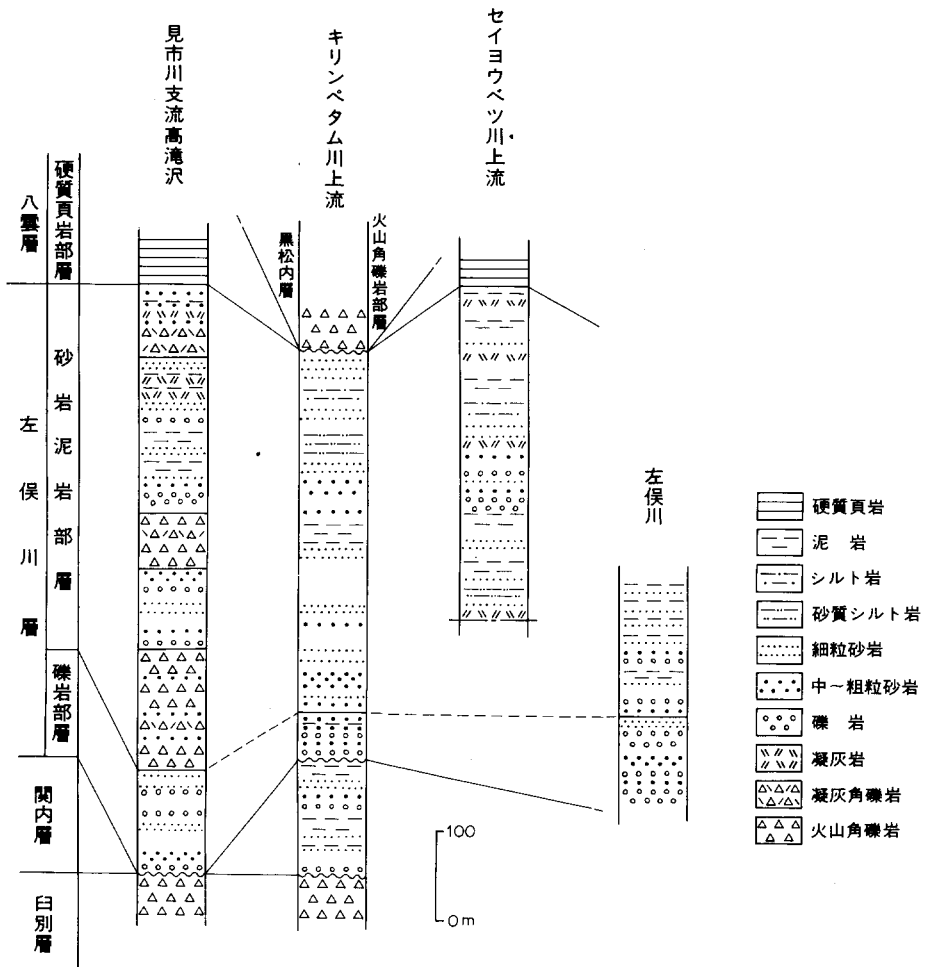 見市川支流高滝沢
キリンベタム川上流
セイヨウベツ川上流
左俣川
八雲層
硬質頁岩部層
左俣川層
砂岩泥岩部層
礫岩部層
関内層
臼別層
黒松内層
火山角礫岩部層
100
0m
硬質頁岩
泥岩
シルト岩
砂質シルト岩
細粒砂岩
中～粗粒砂岩
礫岩
凝灰岩
凝灰角礫岩
火山角礫岩